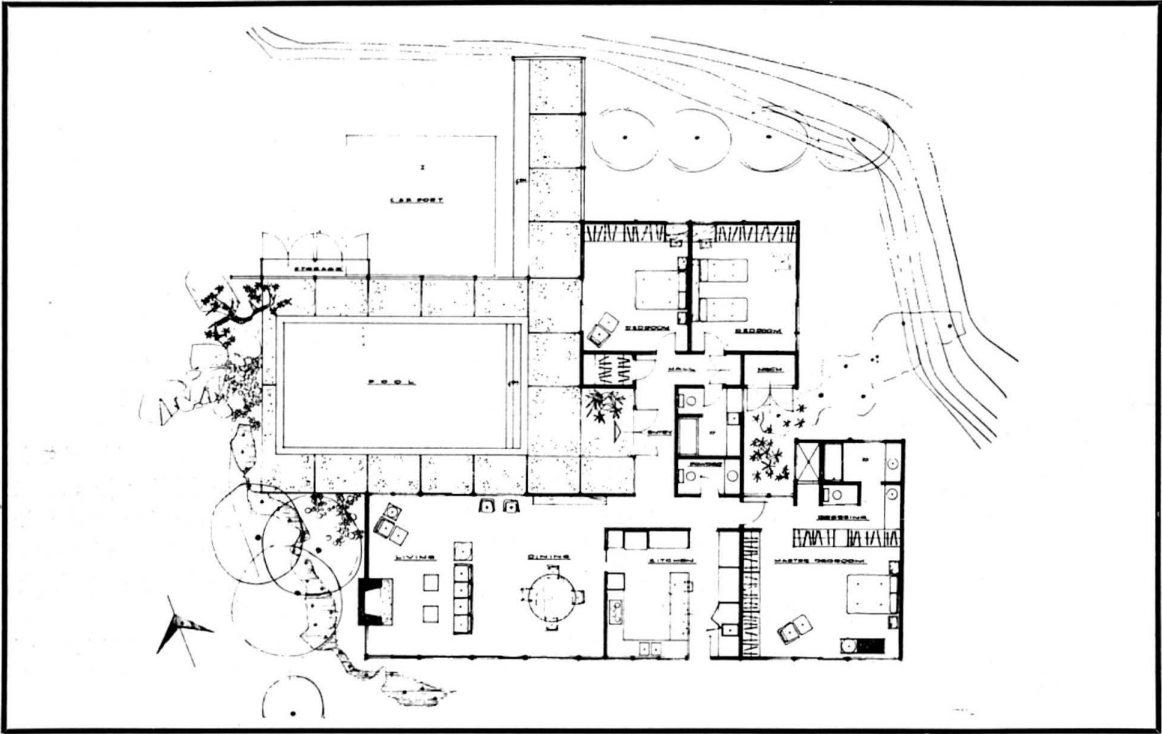 CAR PORT
STORAGE
BEDROOM
BEDROOM
HALL
MECH
POOL
ENTRY
POWDER
DRESSING
LIVING
DINING
KITCHEN
MASTER BEDROOM